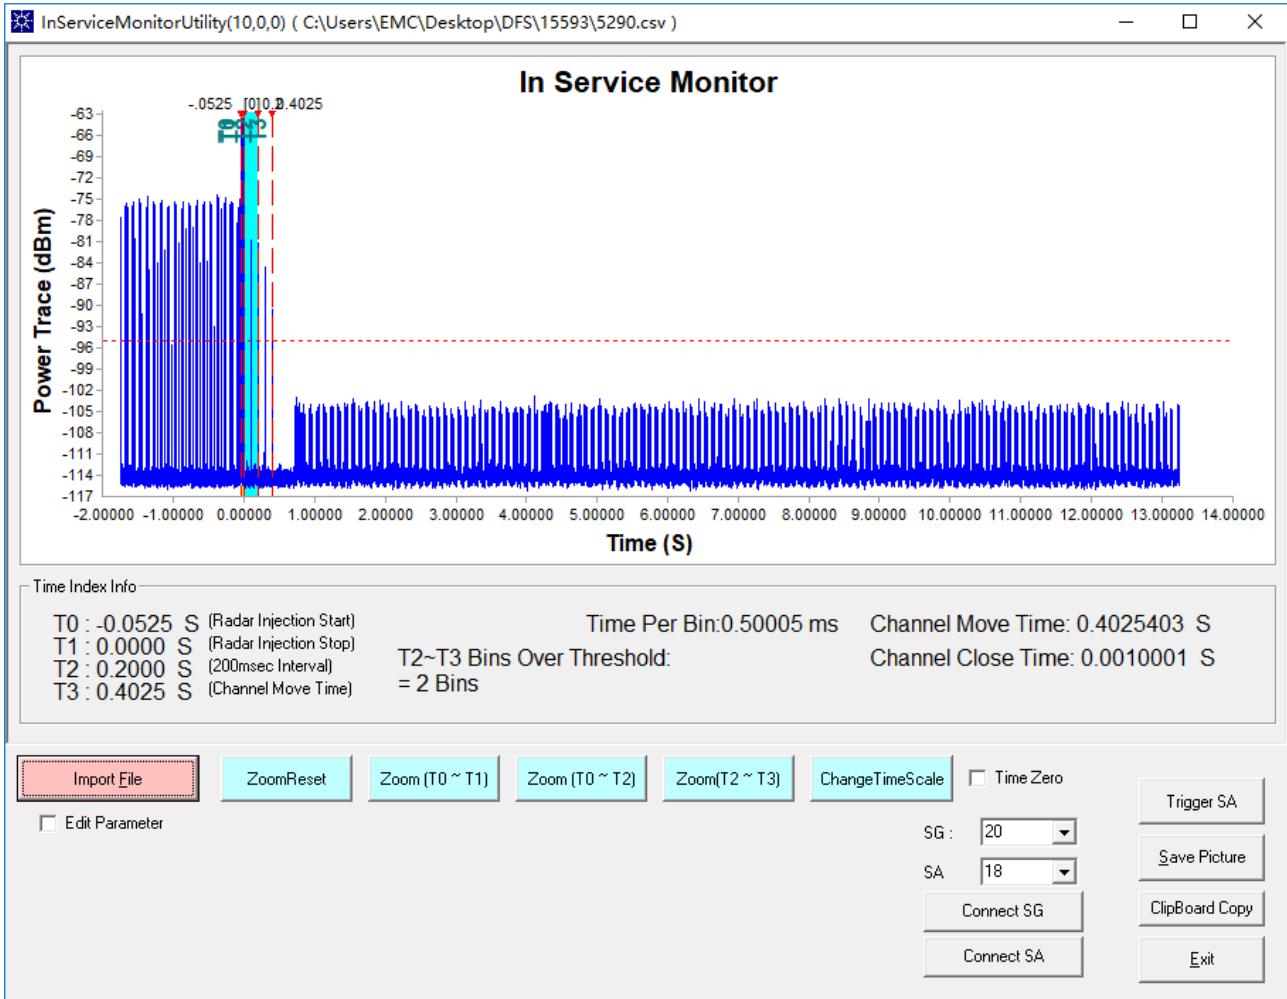 InServiceMonitorUtility(10,0,0) ( C:\Users\EMC\Desktop\DFS\15593\5290.csv )
In Service Monitor
-.0525
0.4025
-63
-66
-69
-72
-75
-78
-81
-84
-87
-90
-93
-96
-99
-102
-105
-108
-111
-114
-117
Power Trace (dBm)
-2.00000 -1.00000 0.00000 1.00000 2.00000 3.00000 4.00000 5.00000 6.00000 7.00000 8.00000 9.00000 10.00000 11.00000 12.00000 13.00000 14.00000
Time (S)
Time Index Info
T0 : -0.0525 S (Radar Injection Start)
T1 : 0.0000 S (Radar Injection Stop)
T2 : 0.2000 S (200msec Interval)
T3 : 0.4025 S (Channel Move Time)
Time Per Bin:0.50005 ms
T2~T3 Bins Over Threshold:
= 2 Bins
Channel Move Time: 0.4025403 S
Channel Close Time: 0.0010001 S
Import File
ZoomReset
Zoom (T0 ~ T1)
Zoom (T0 ~ T2)
Zoom(T2 ~ T3)
ChangeTimeScale
Time Zero
Edit Parameter
SG : 20
SA 18
Connect SG
Connect SA
Trigger SA
Save Picture
ClipBoard Copy
Exit